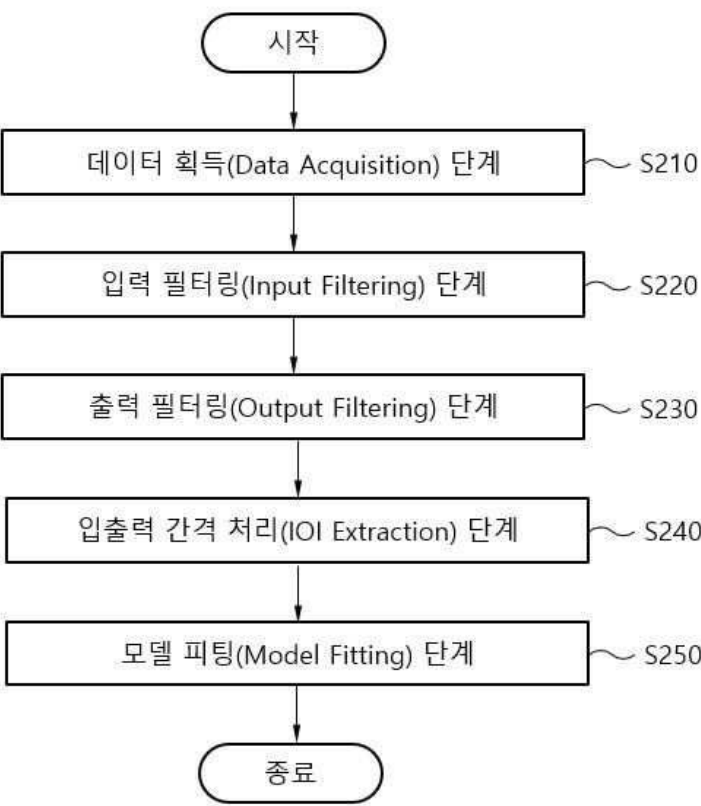 시작
데이터 획득(Data Acquisition) 단계 S210
입력 필터링(Input Filtering) 단계 S220
출력 필터링(Output Filtering) 단계 S230
입출력 간격 처리(IOI Extraction) 단계 S240
모델 피팅(Model Fitting) 단계 S250
종료